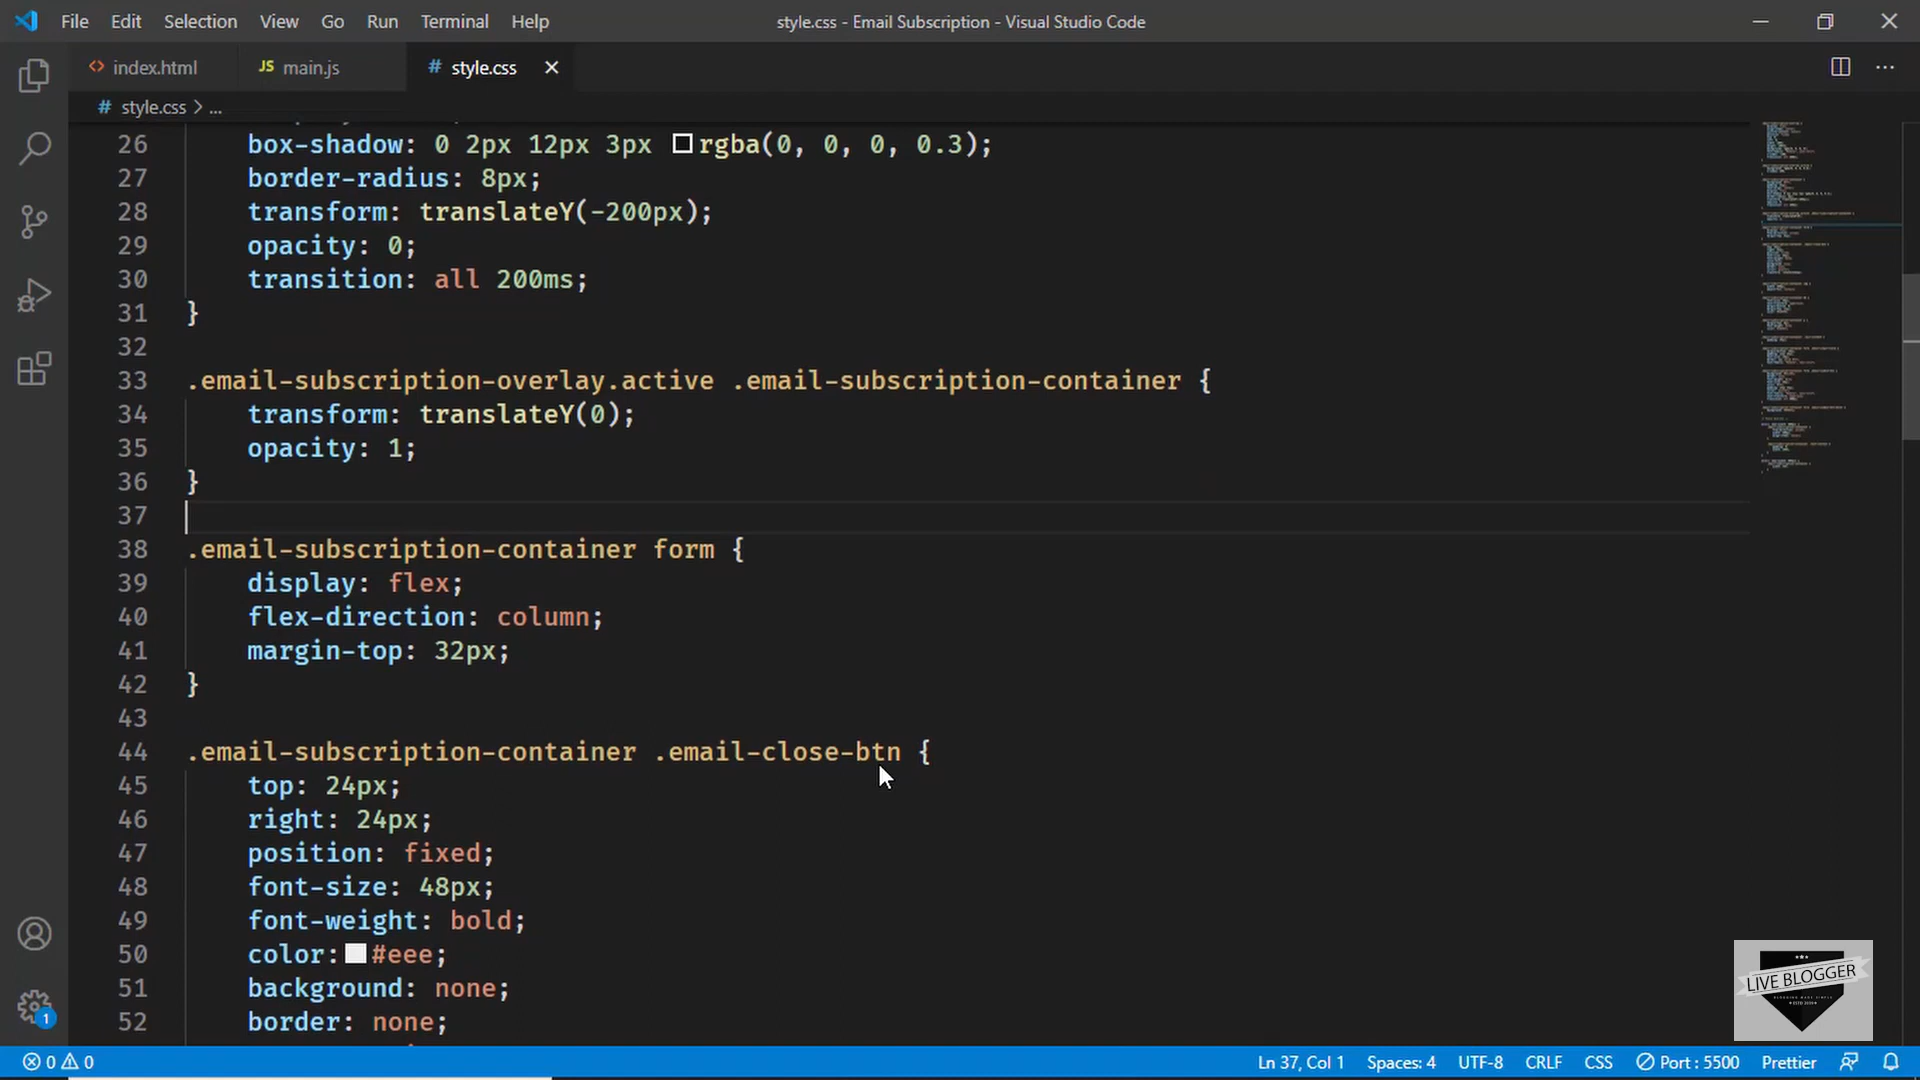 File Edit Selection View Go Run Terminal Help style.css - Email Subscription - Visual Studio Code
<> index.html JS main.js # style.css
# style.css > ...
26 box-shadow: 0 2px 12px 3px rgba(0, 0, 0, 0.3);
27 border-radius: 8px;
28 transform: translateY(-200px);
29 opacity: 0;
30 transition: all 200ms;
31 }
32
33 .email-subscription-overlay.active .email-subscription-container {
34 transform: translateY(0);
35 opacity: 1;
36 }
37
38 .email-subscription-container form {
39 display: flex;
40 flex-direction: column;
41 margin-top: 32px;
42 }
43
44 .email-subscription-container .email-close-btn {
45 top: 24px;
46 right: 24px;
47 position: fixed;
48 font-size: 48px;
49 font-weight: bold;
50 color: #eee;
51 background: none;
52 border: none;
LIVE BLOGGER
1
0 0 Ln 37, Col 1 Spaces: 4 UTF-8 CRLF CSS Port : 5500 Prettier